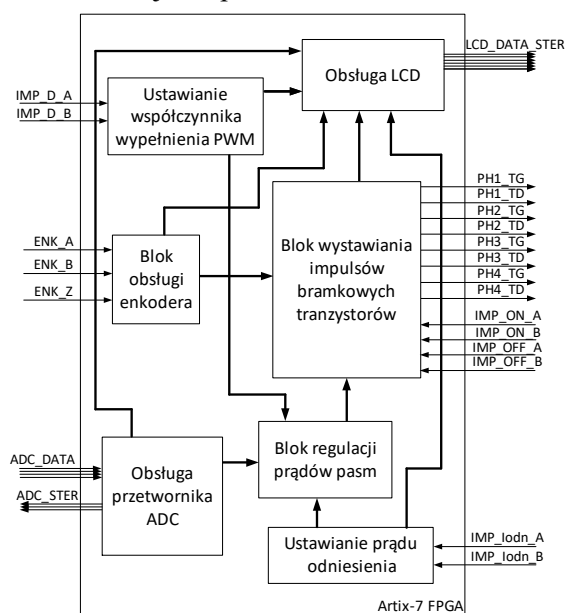 LCD_DATA_STER
Obsługa LCD
IMP_D_A
IMP_D_B
Ustawianie
współczynnika
wypełnienia PWM
PH1_TG
PH1_TD
PH2_TG
PH2_TD
PH3_TG
PH3_TD
PH4_TG
PH4_TD
ENK_A
ENK_B
ENK_Z
Blok
obsługi
enkodera
Blok wystawiania
impulsów
bramkowych
tranzystorów
IMP_ON_A
IMP_ON_B
IMP_OFF_A
IMP_OFF_B
Blok regulacji
prądów pasm
ADC_DATA
ADC_STER
Obsługa
przetwornika
ADC
Ustawianie prądu
odniesienia
IMP_Iodn_A
IMP_Iodn_B
Artix-7 FPGA